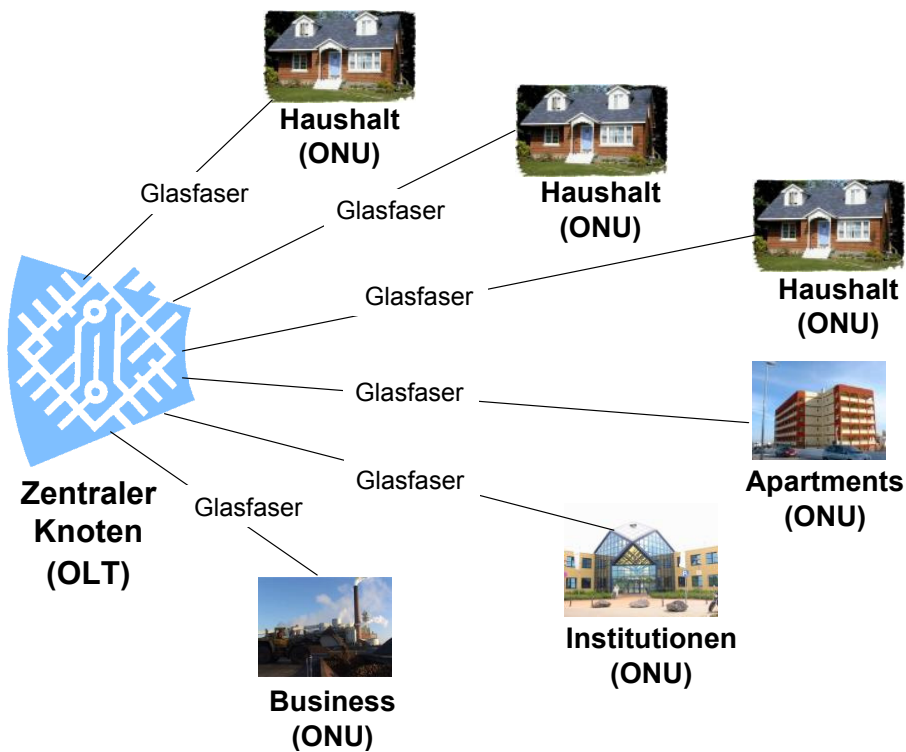 Haushalt
(ONU)
Glasfaser
Haushalt
(ONU)
Glasfaser
Haushalt
(ONU)
Glasfaser
Glasfaser
Apartments
(ONU)
Glasfaser
Institutionen
(ONU)
Glasfaser
Business
(ONU)
Zentraler
Knoten
(OLT)